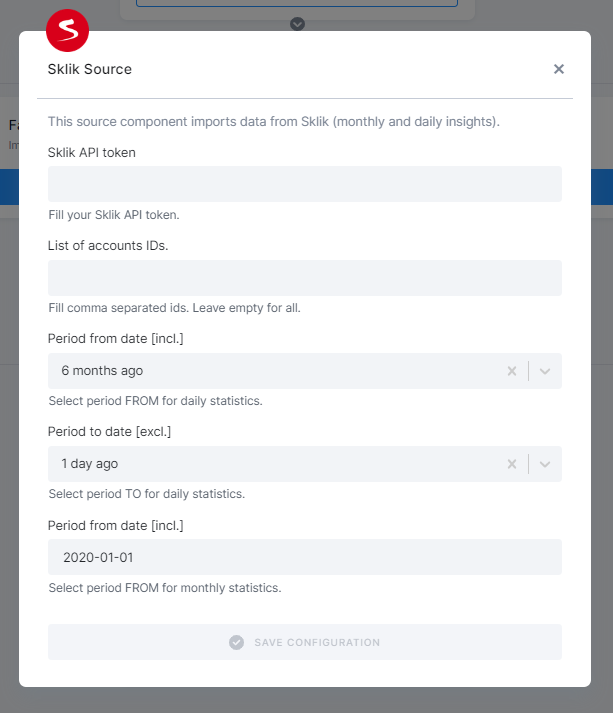 Sklik Source
This source component imports data from Sklik (monthly and daily insights).
Sklik API token
Fill your Sklik API token.
List of accounts IDs.
Fill comma separated ids. Leave empty for all.
Period from date [incl.]
6 months ago
Select period FROM for daily statistics.
Period to date [excl.]
1 day ago
Select period TO for daily statistics.
Period from date [incl.]
2020-01-01
Select period FROM for monthly statistics.
SAVE CONFIGURATION